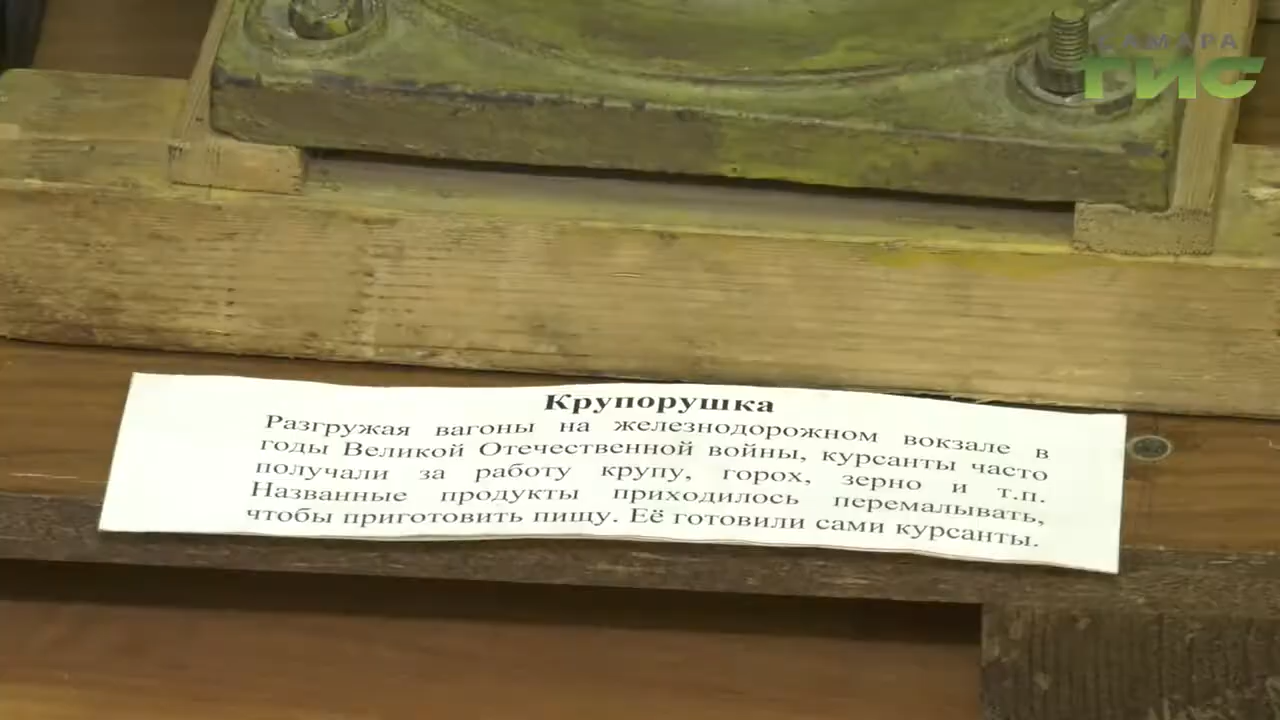 САМАРА
ГИС
Крупорушка
Разгружая вагоны на железнодорожном вокзале в
годы Великой Отечественной войны, курсанты часто
получали за работу крупу, горох, зерно и т.п.
Названные продукты приходилось перемалывать,
чтобы приготовить пищу. Её готовили сами курсанты.